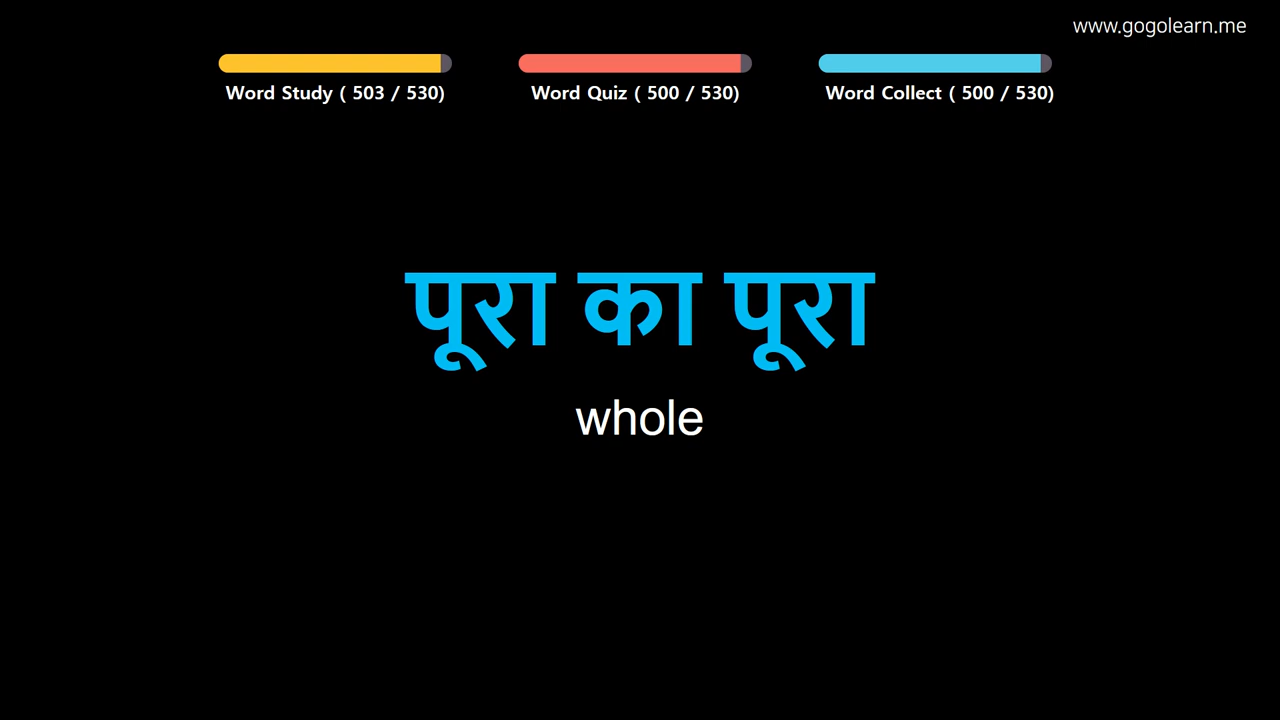 www.gogolearn.me
Word Study ( 503 / 530)
Word Quiz ( 500 / 530)
Word Collect ( 500 / 530)
पूरा का पूरा
whole